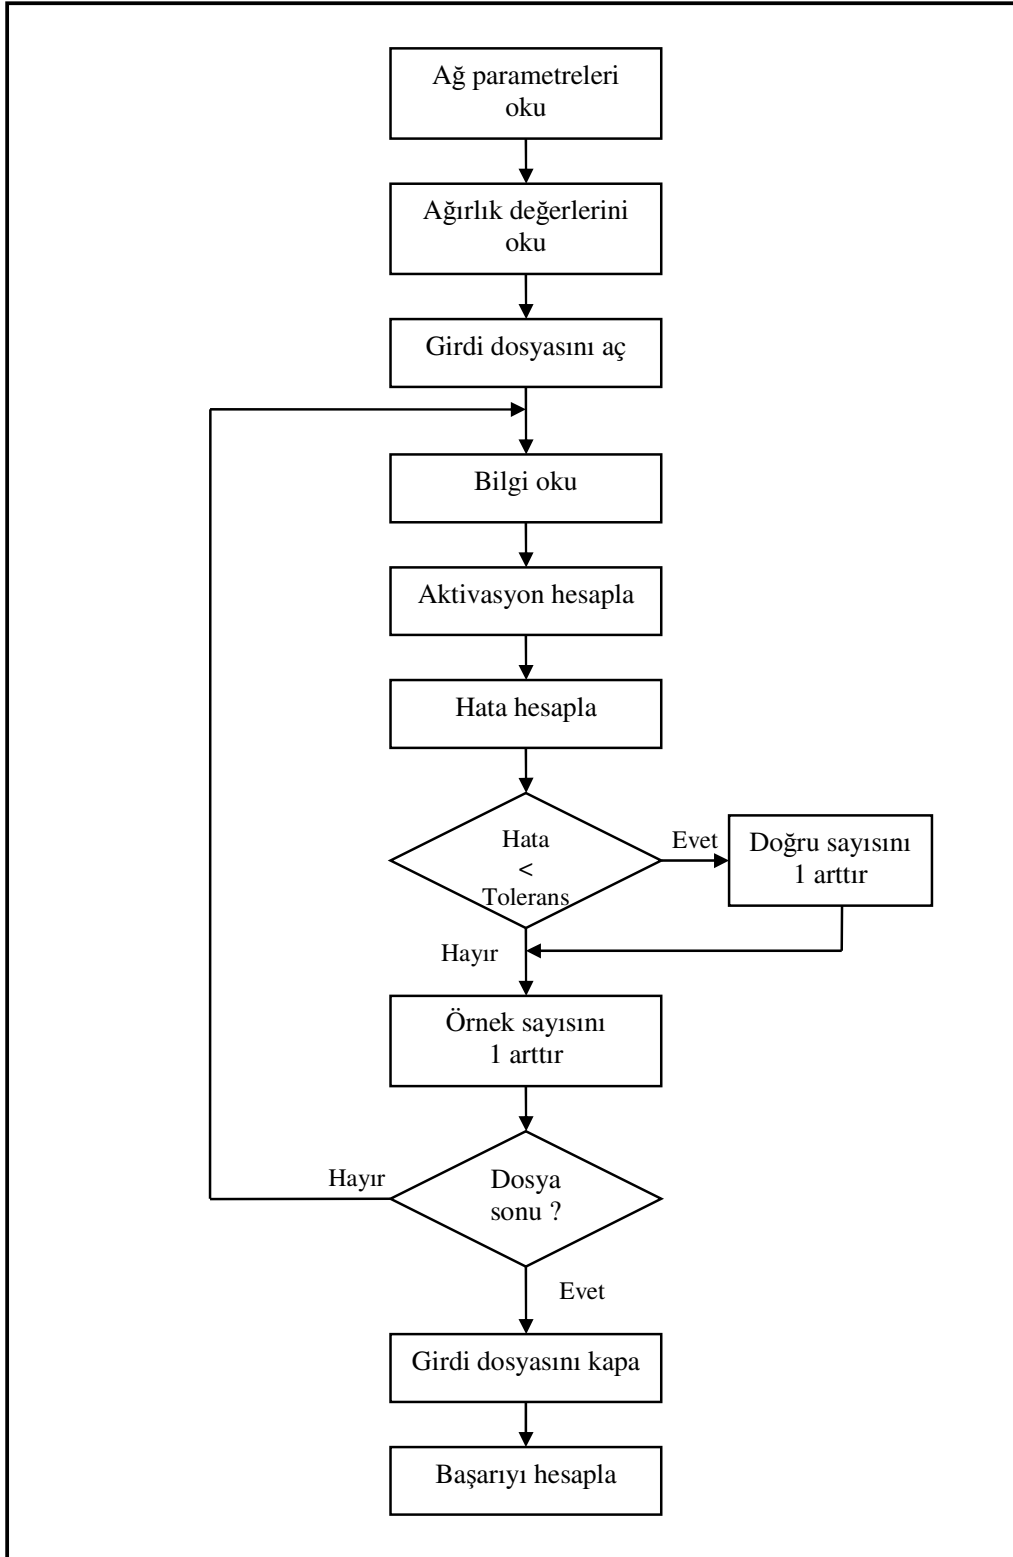 Ağ parametreleri
oku
Ağırlık değerlerini
oku
Girdi dosyasını aç
Bilgi oku
Aktivasyon hesapla
Hata hesapla
Hata
<
Tolerans
Evet
Doğru sayısını
1 arttır
Hayır
Örnek sayısını
1 arttır
Hayır
Dosya
sonu ?
Evet
Girdi dosyasını kapa
Başarıyı hesapla